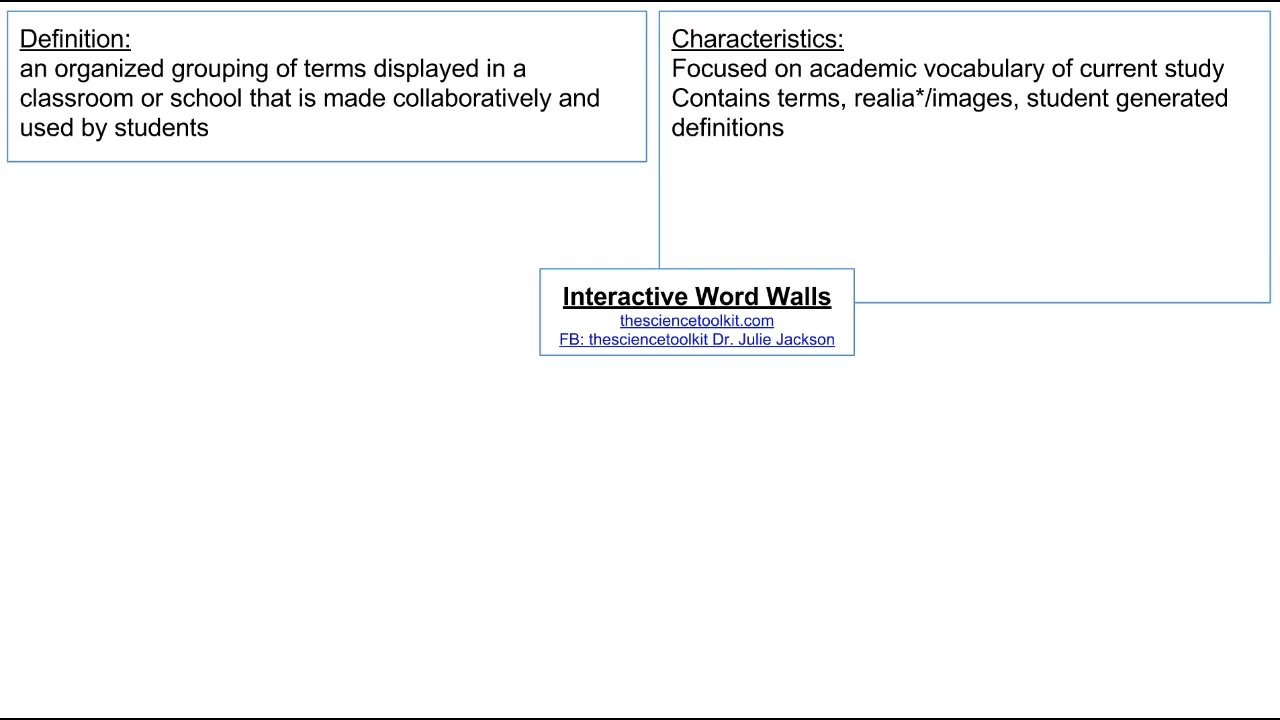 Definition:
an organized grouping of terms displayed in a
classroom or school that is made collaboratively and
used by students
Characteristics:
Focused on academic vocabulary of current study
Contains terms, realia*/images, student generated
definitions
Interactive Word Walls
thesciencetoolkit.com
FB: thesciencetoolkit Dr. Julie Jackson